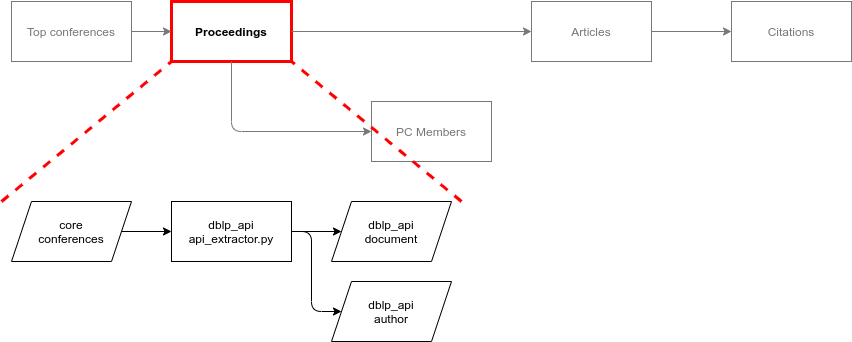 Top conferences
Proceedings
Articles
Citations
PC Members
core
conferences
dblp_api
api_extractor.py
dblp_api
document
dblp_api
author